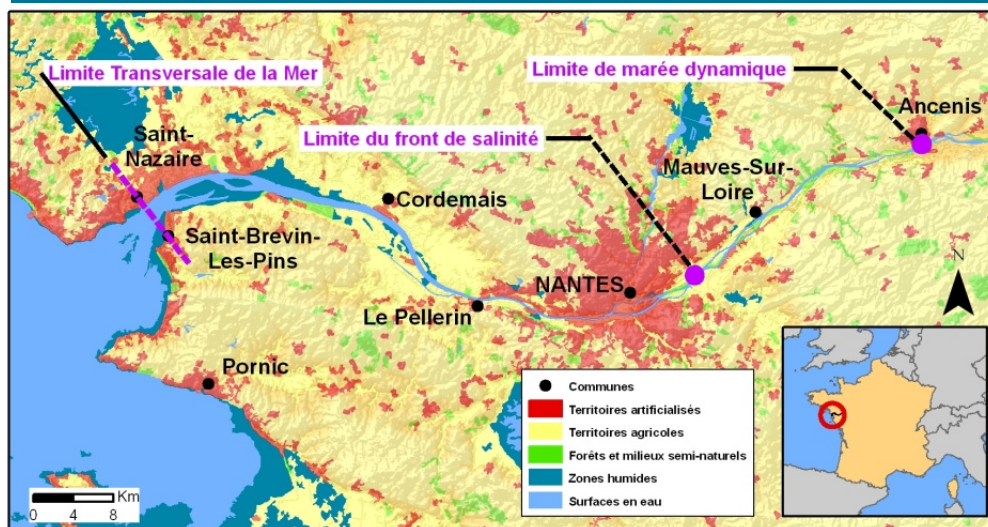 Limite Transversale de la Mer
Limite de marée dynamique
Ancenis
Saint-
Nazaire
Limite du front de salinité
Mauves-Sur-
Loire
Cordemais
Saint-Brevin-
Les-Pins
N
NANTES
Le Pellerin
Pornic
Communes
Territoires artificialisés
Territoires agricoles
Forêts et milieux semi-naturels
Zones humides
Surfaces en eau
Km
0 4 8